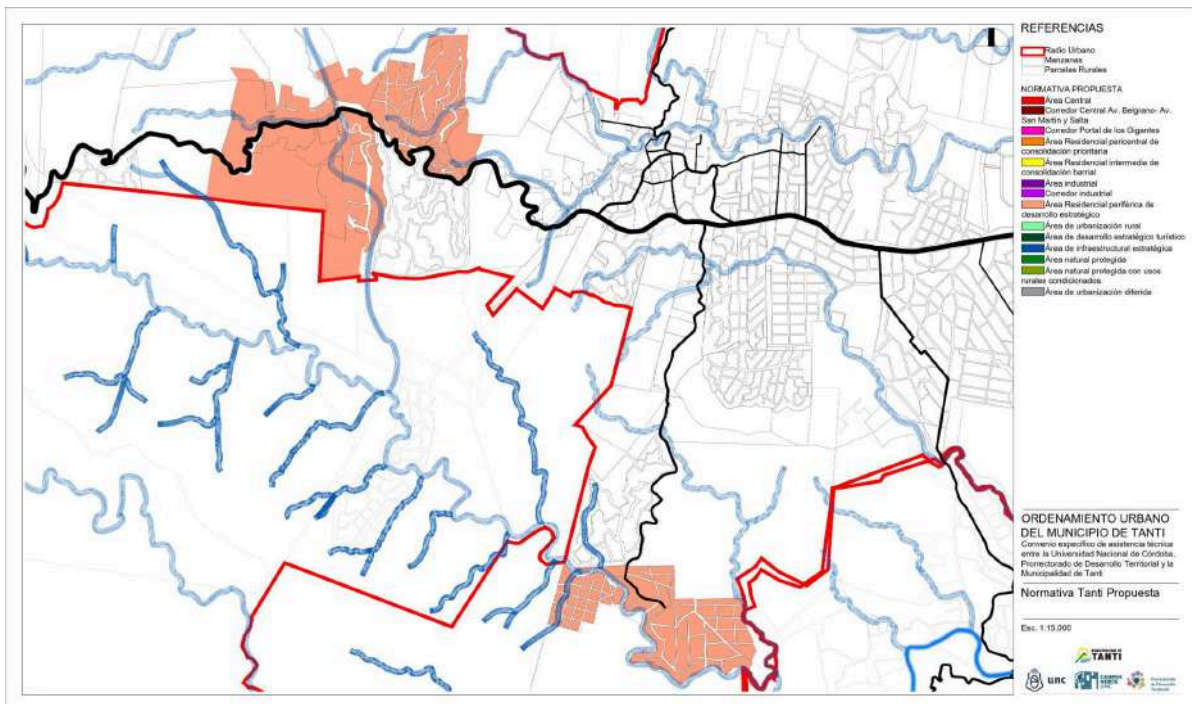 REFERENCIAS
Radio Urbano
Manzanas
Parcelas Rurales
NORMATIVA PROPUESTA
Área Central
Corredor Central Av. Belgrano- Av.
San Martín y Salta
Corredor Portal de los Gigantes
Área Residencial pericentral de
consolidación prioritaria
Área Residencial intermedia de
consolidación barrial
Área industrial
Corredor industrial
Área Residencial periférica de
desarrollo estratégico
Área de urbanización rural
Área de desarrollo estratégico turístico
Área de infraestructural estratégica
Área natural protegida
Área natural protegida con usos
rurales condicionados
Área de urbanización diferida
ORDENAMIENTO URBANO
DEL MUNICIPIO DE TANTI
Convenio específico de asistencia técnica
entre la Universidad Nacional de Córdoba,
Prorrectorado de Desarrollo Territorial y la
Municipalidad de Tanti
Normativa Tanti Propuesta
Esc. 1:15.000
TANTI
unc
CAMPUS
NORTE
UNC